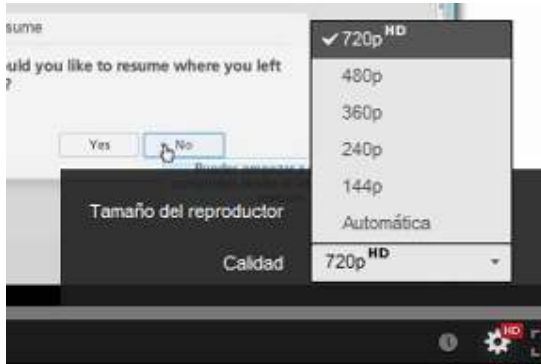 sume
uld you like to resume where you left
?
Yes
No
720p HD
480p
360p
240p
144p
Automática
Tamaño del reproductor
Calidad
720p HD
HD